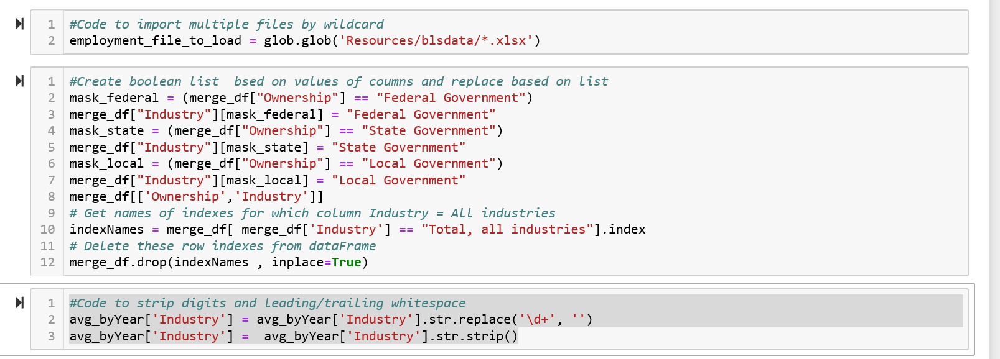 1 #Code to import multiple files by wildcard
2 employment_file_to_load = glob.glob('Resources/blsdata/*.xlsx')
1 #Create boolean list  bsed on values of coumns and replace based on list
2 mask_federal = (merge_df["Ownership"] == "Federal Government")
3 merge_df["Industry"][mask_federal] = "Federal Government"
4 mask_state = (merge_df["Ownership"] == "State Government")
5 merge_df["Industry"][mask_state] = "State Government"
6 mask_local = (merge_df["Ownership"] == "Local Government")
7 merge_df["Industry"][mask_local] = "Local Government"
8 merge_df[['Ownership','Industry']]
9 # Get names of indexes for which column Industry = All industries
10 indexNames = merge_df[ merge_df['Industry'] == "Total, all industries"].index
11 # Delete these row indexes from dataFrame
12 merge_df.drop(indexNames , inplace=True)
1 #Code to strip digits and leading/trailing whitespace
2 avg_byYear['Industry'] = avg_byYear['Industry'].str.replace('\d+', '')
3 avg_byYear['Industry'] =  avg_byYear['Industry'].str.strip()